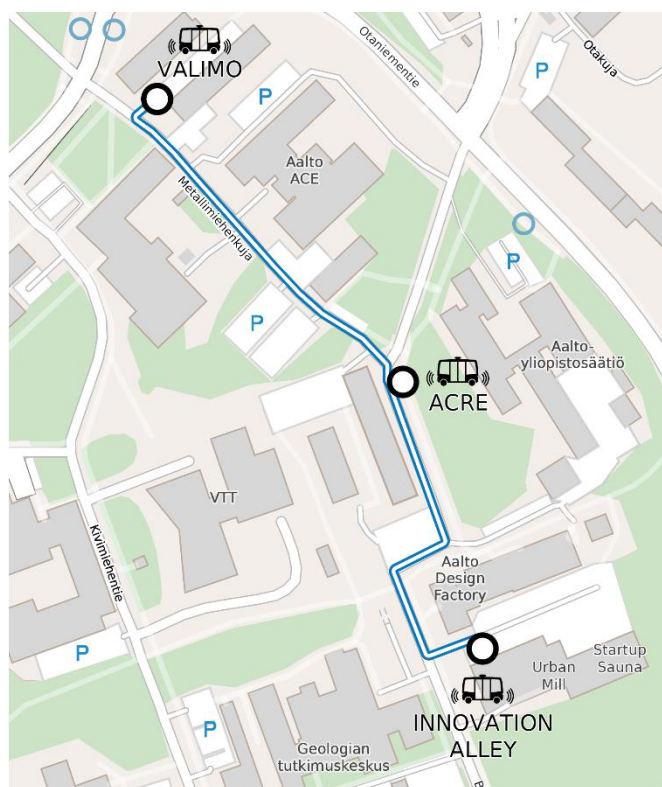 VALIMO
Otaniementie
Otakuja
P
P
Aalto
ACE
Metallimiehenkuja
P
P
Aalto-
yliopistosäätiö
ACRE
VTT
Kivimiehentie
Aalto
Design
Factory
P
Urban
Mill
Startup
Sauna
P
INNOVATION
ALLEY
Geologian
tutkimuskeskus